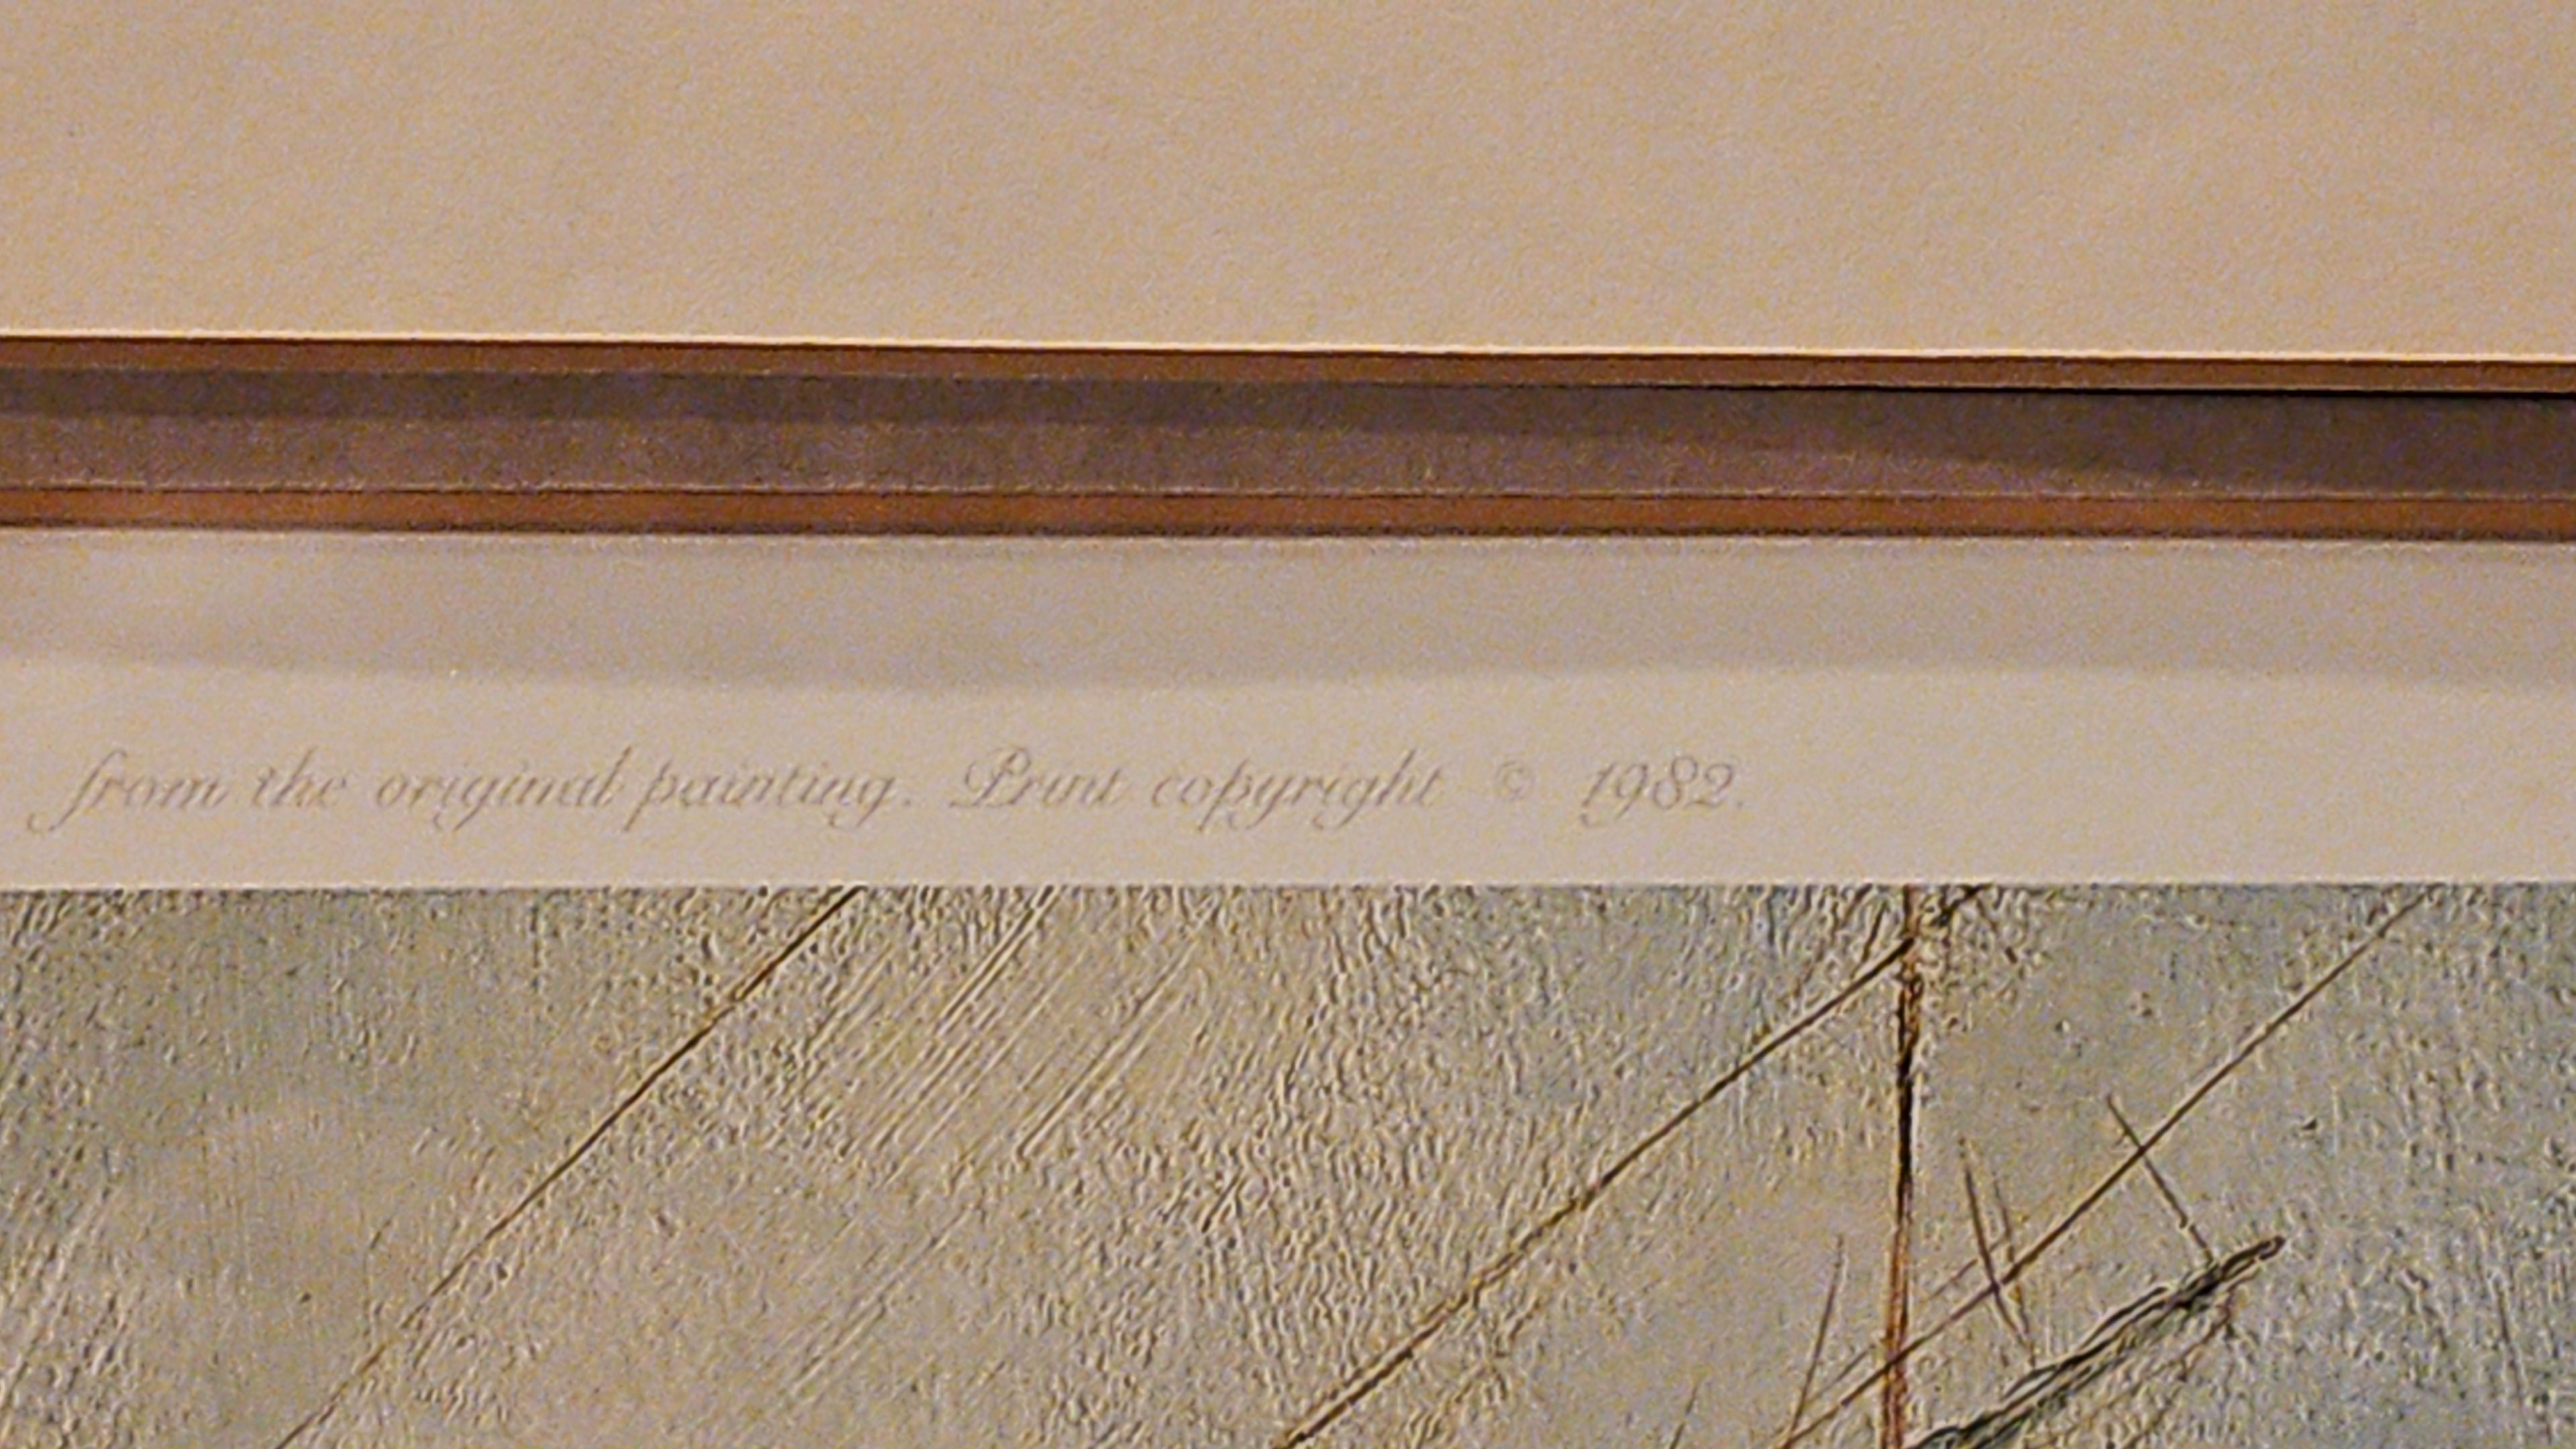 from the original painting. Print copyright © 1982.